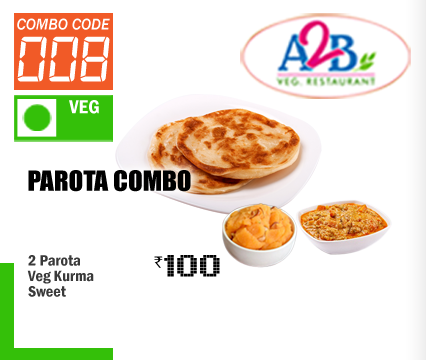 COMBO CODE
008
VEG
A2B
VEG. RESTAURANT
PAROTA COMBO
2 Parota
Veg Kurma
Sweet
₹100